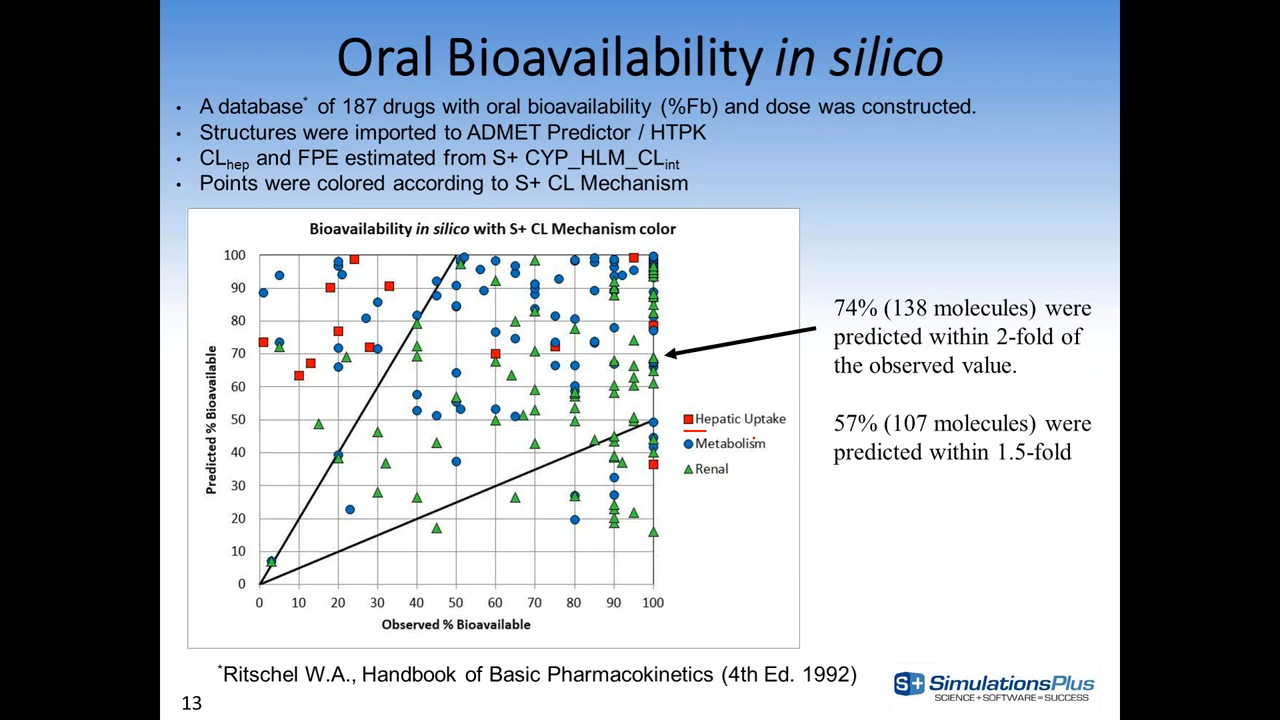 Oral Bioavailability in silico
• A database* of 187 drugs with oral bioavailability (%Fb) and dose was constructed.
• Structures were imported to ADMET Predictor / HTPK
• CLhep and FPE estimated from S+ CYP_HLM_CLint
• Points were colored according to S+ CL Mechanism
Bioavailability in silico with S+ CL Mechanism color
100
90
80
70
60
50
40
30
20
10
0
Predicted % Bioavailable
0 10 20 30 40 50 60 70 80 90 100
Observed % Bioavailable
Hepatic Uptake
Metabolism
Renal
74% (138 molecules) were
predicted within 2-fold of
the observed value.
57% (107 molecules) were
predicted within 1.5-fold
*Ritschel W.A., Handbook of Basic Pharmacokinetics (4th Ed. 1992)
S+ SimulationsPlus
SCIENCE + SOFTWARE = SUCCESS
13